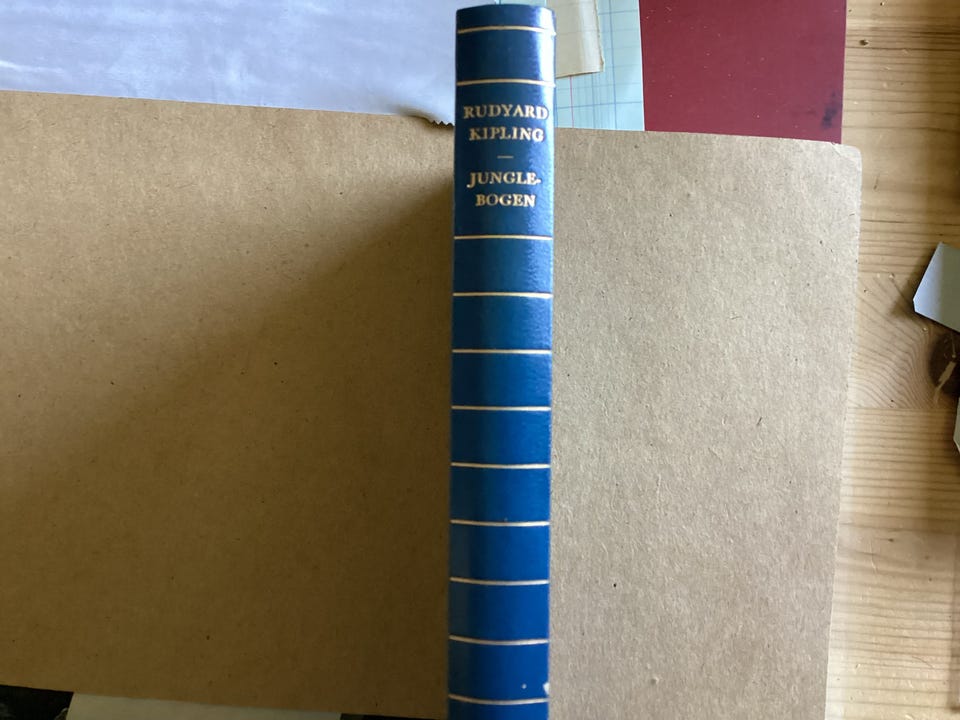 RUDYARD
KIPLING
—
JUNGLE-
BOGEN